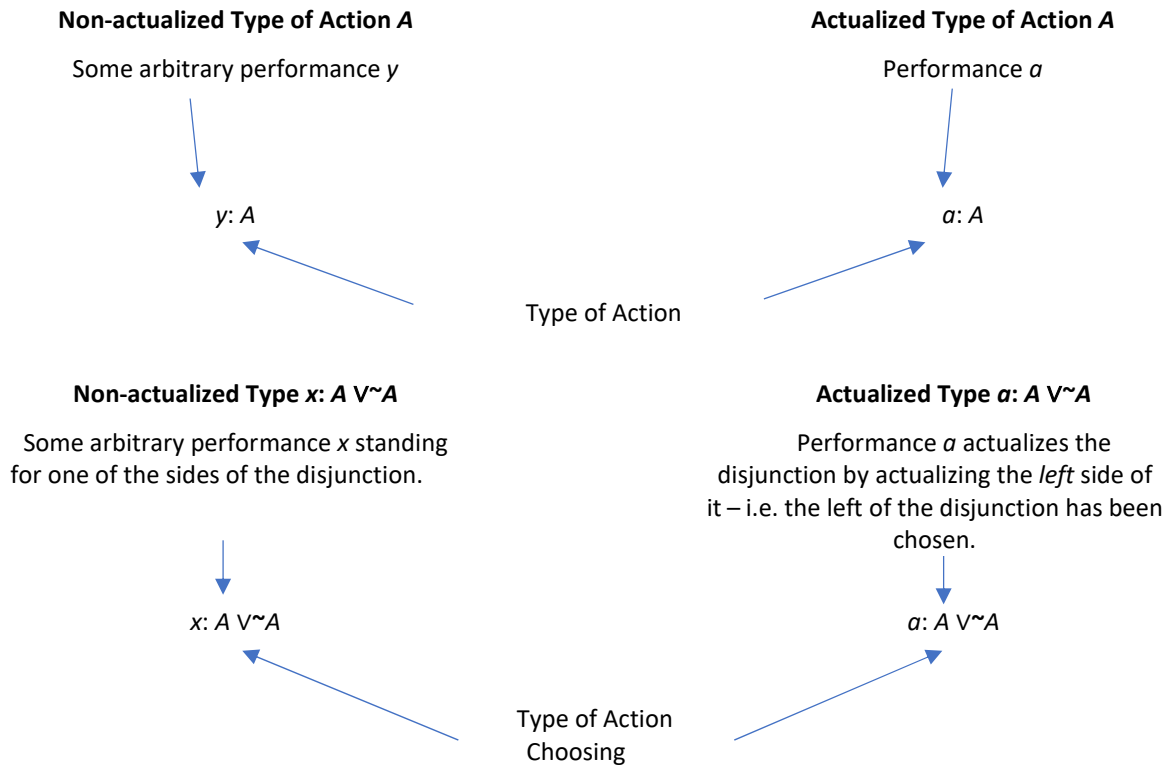 Non-actualized Type of Action A
Actualized Type of Action A
Some arbitrary performance y
Performance a
y: A
a: A
Type of Action
Non-actualized Type x: A ∨~A
Actualized Type a: A ∨~A
Some arbitrary performance x standing
for one of the sides of the disjunction.
Performance a actualizes the
disjunction by actualizing the left side of
it – i.e. the left of the disjunction has been
chosen.
x: A ∨~A
a: A ∨~A
Type of Action
Choosing